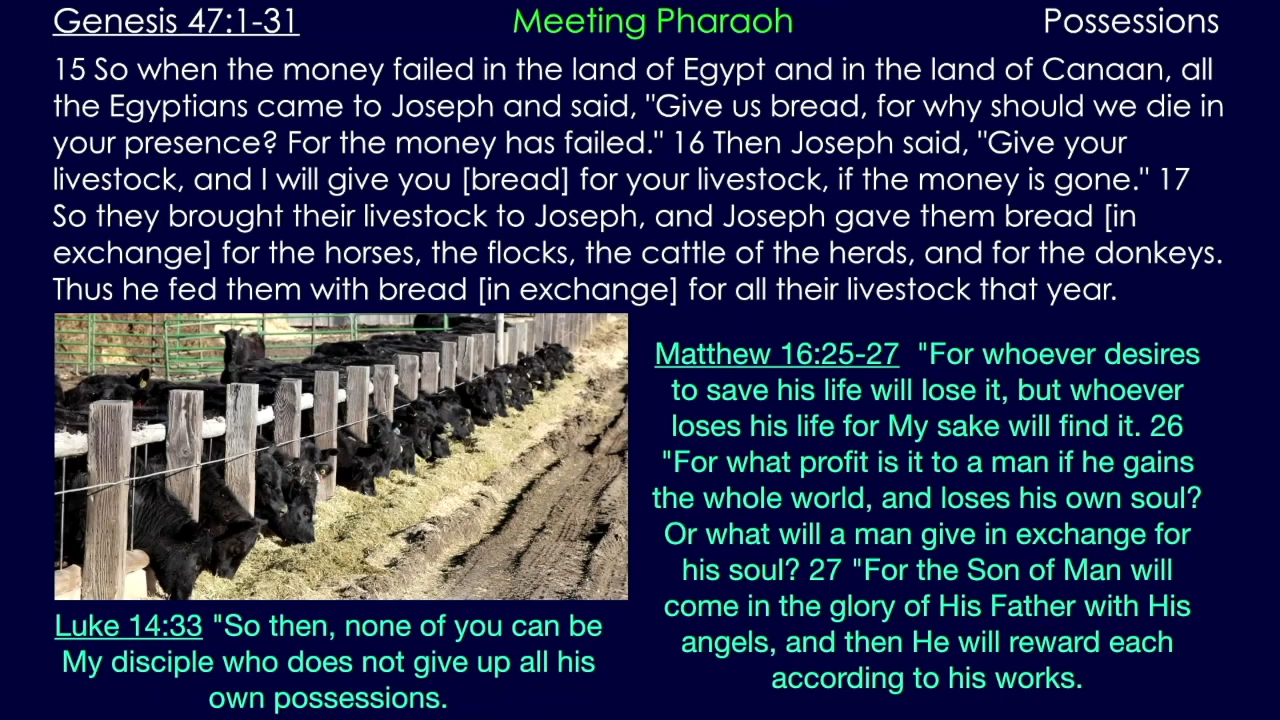 Genesis 47:1-31 Meeting Pharaoh Possessions
15 So when the money failed in the land of Egypt and in the land of Canaan, all
the Egyptians came to Joseph and said, "Give us bread, for why should we die in
your presence? For the money has failed." 16 Then Joseph said, "Give your
livestock, and I will give you [bread] for your livestock, if the money is gone." 17
So they brought their livestock to Joseph, and Joseph gave them bread [in
exchange] for the horses, the flocks, the cattle of the herds, and for the donkeys.
Thus he fed them with bread [in exchange] for all their livestock that year.
Luke 14:33 "So then, none of you can be
My disciple who does not give up all his
own possessions.
Matthew 16:25-27 "For whoever desires
to save his life will lose it, but whoever
loses his life for My sake will find it. 26
"For what profit is it to a man if he gains
the whole world, and loses his own soul?
Or what will a man give in exchange for
his soul? 27 "For the Son of Man will
come in the glory of His Father with His
angels, and then He will reward each
according to his works.